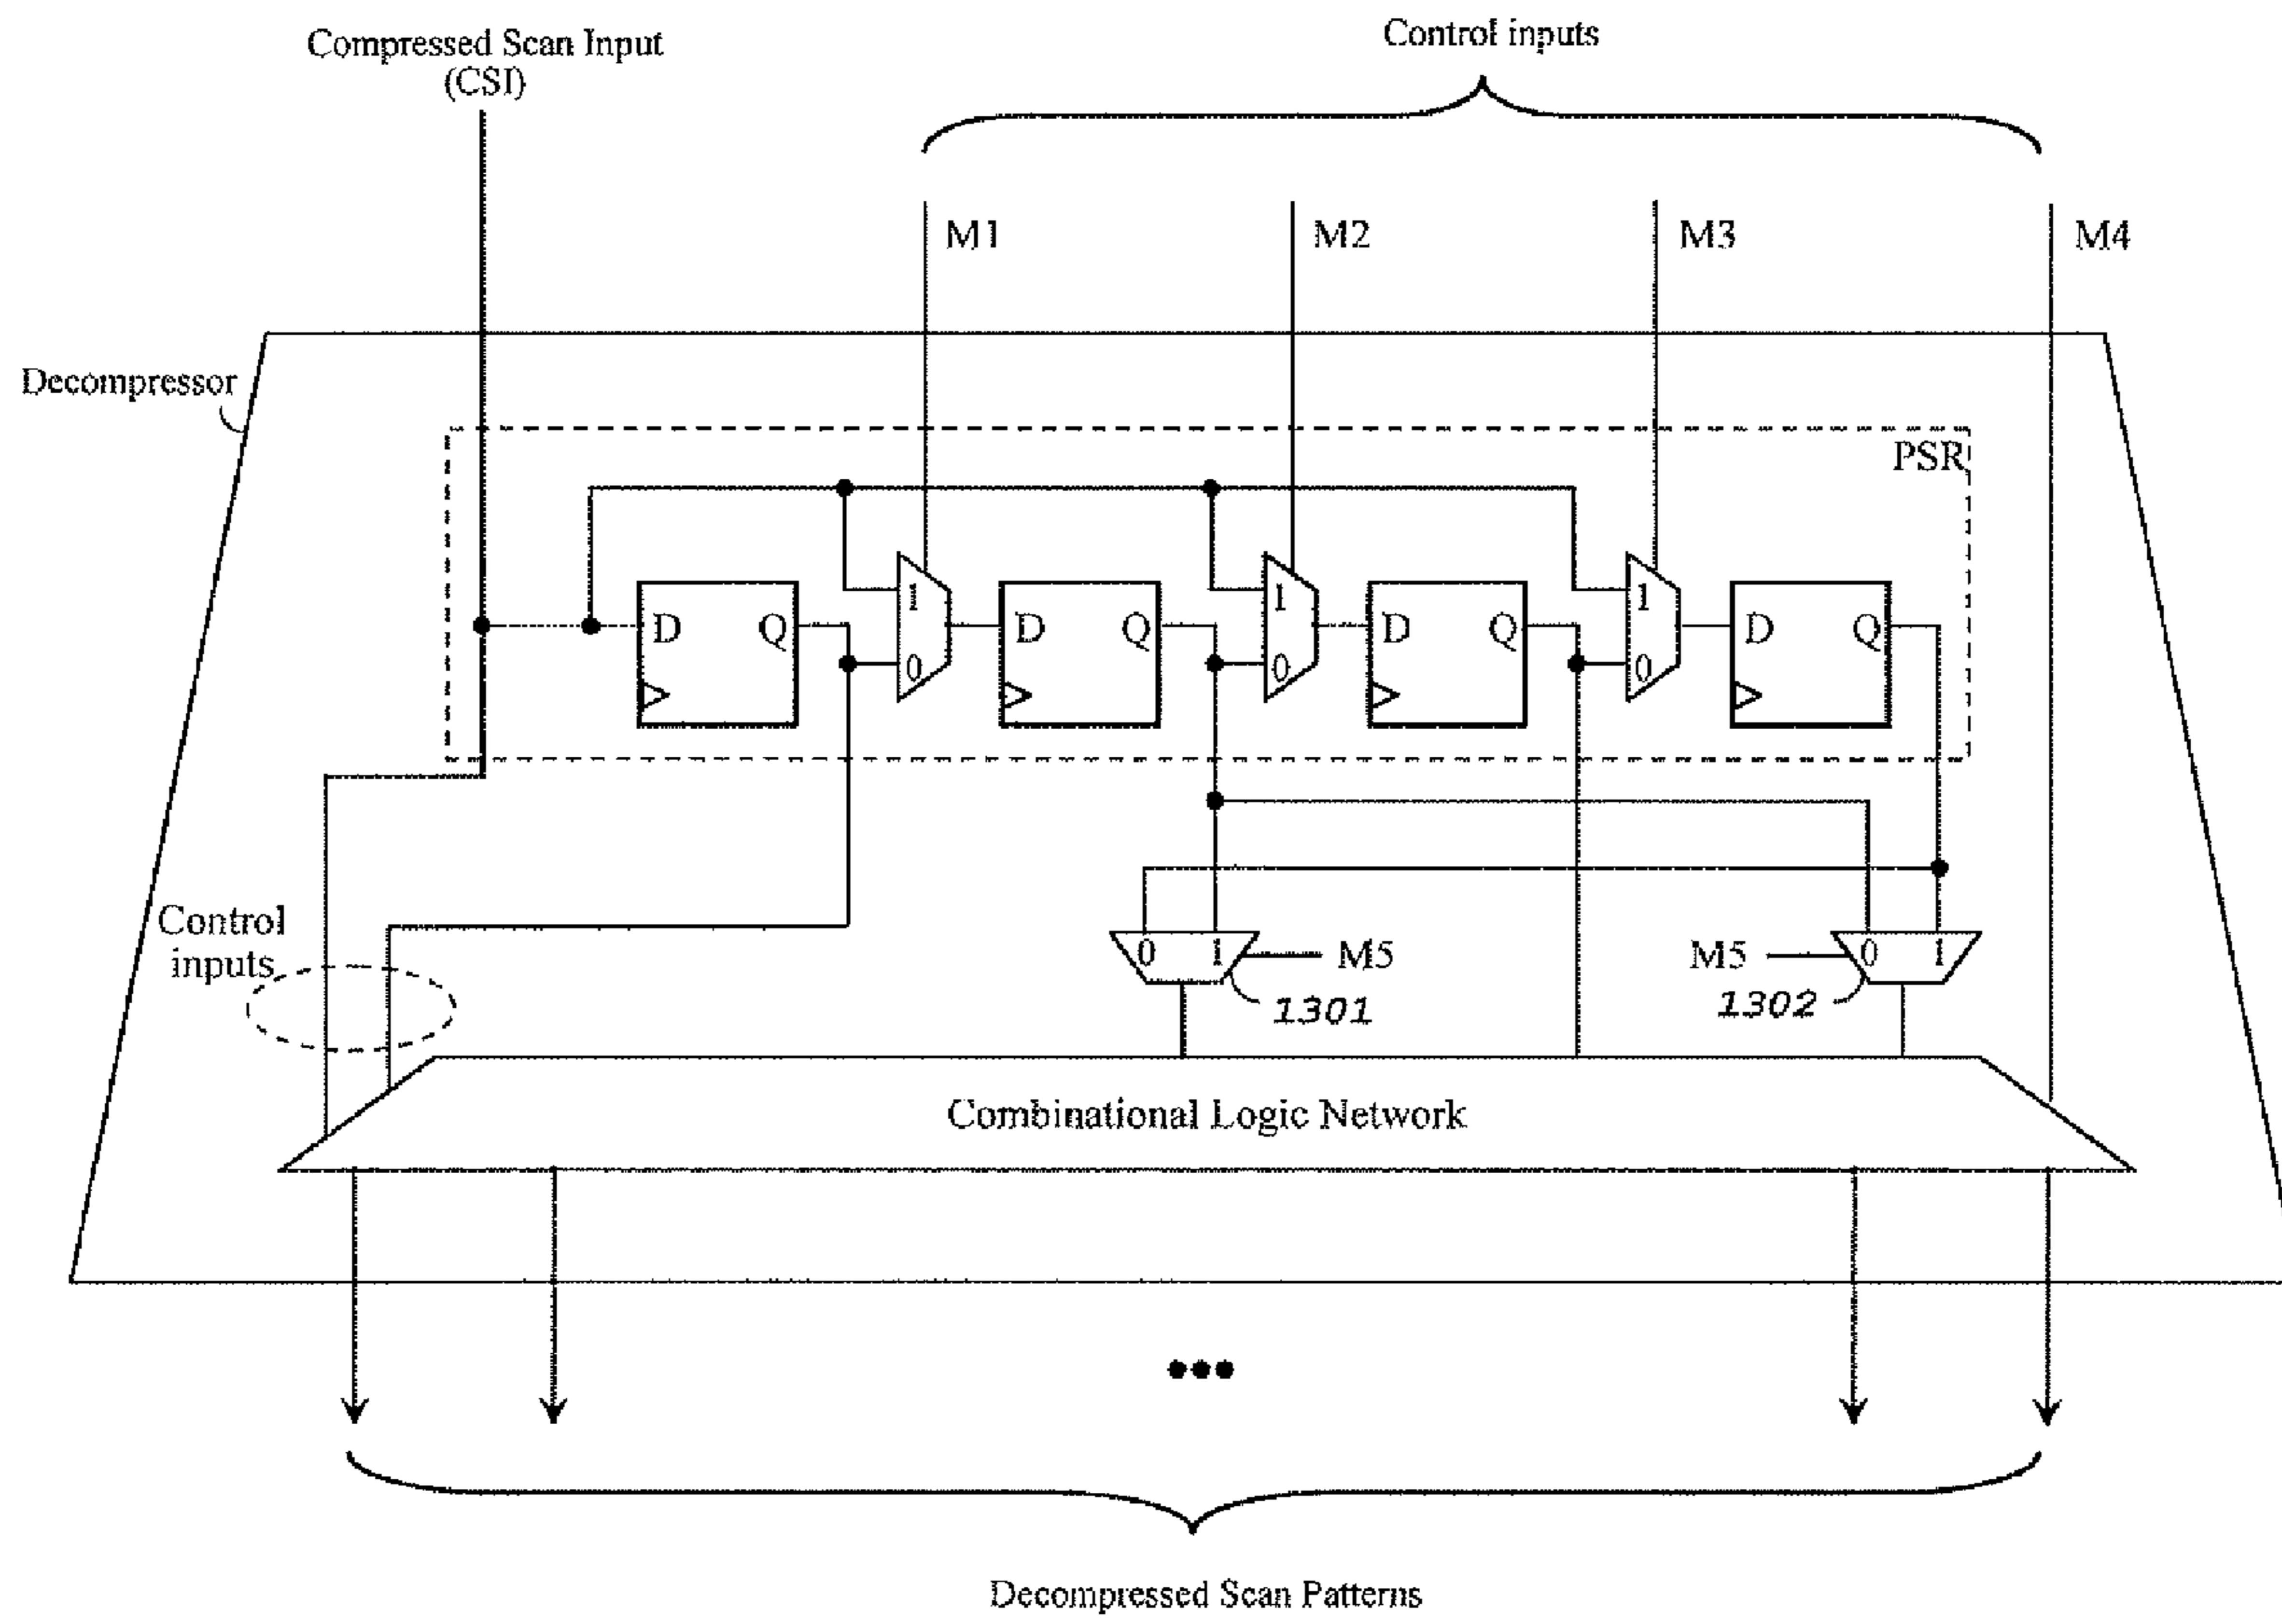 Compressed Scan Input
(CSI)
Control inputs
M1
M2
M3
M4
Decompressor
PSR
1
0
1
0
1
0
D
Q
D
Q
D
Q
D
Q
Control
inputs
0
1
M5
1301
M5
0
1
1302
Combinational Logic Network
Decompressed Scan Patterns